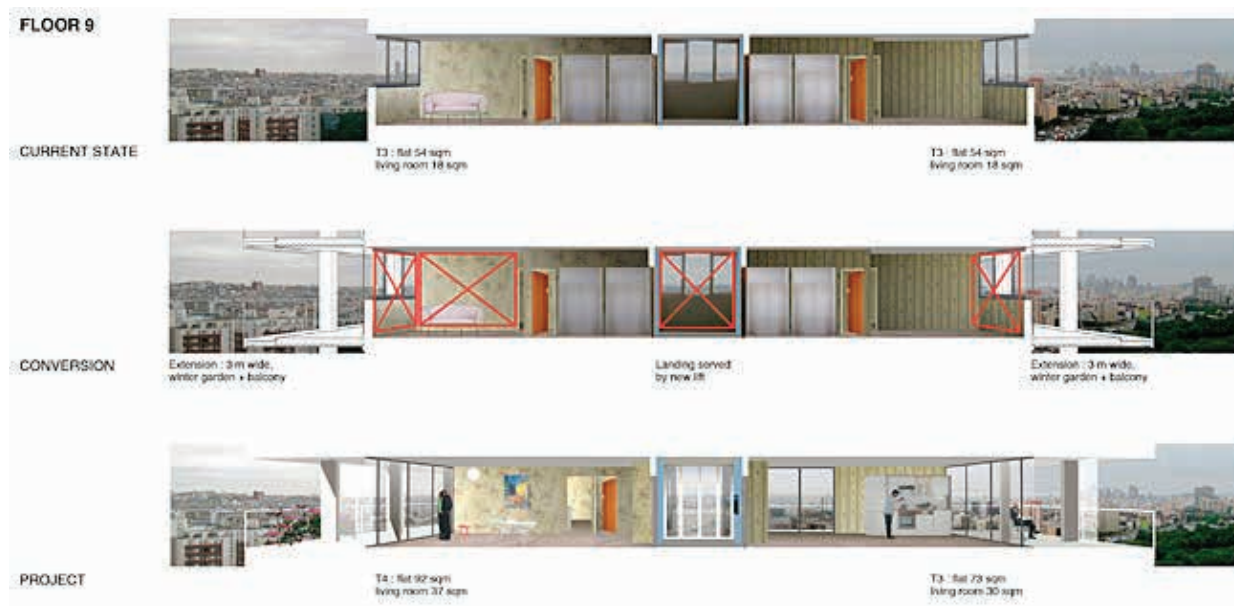 FLOOR 9
CURRENT STATE
T3 : flat 54 sqm
living room 18 sqm
T3 : flat 54 sqm
living room 18 sqm
CONVERSION
Extension : 3 m wide,
winter garden + balcony
Landing served
by new lift
Extension : 3 m wide,
winter garden + balcony
PROJECT
T4 : flat 92 sqm
living room 37 sqm
T3 : flat 73 sqm
living room 30 sqm